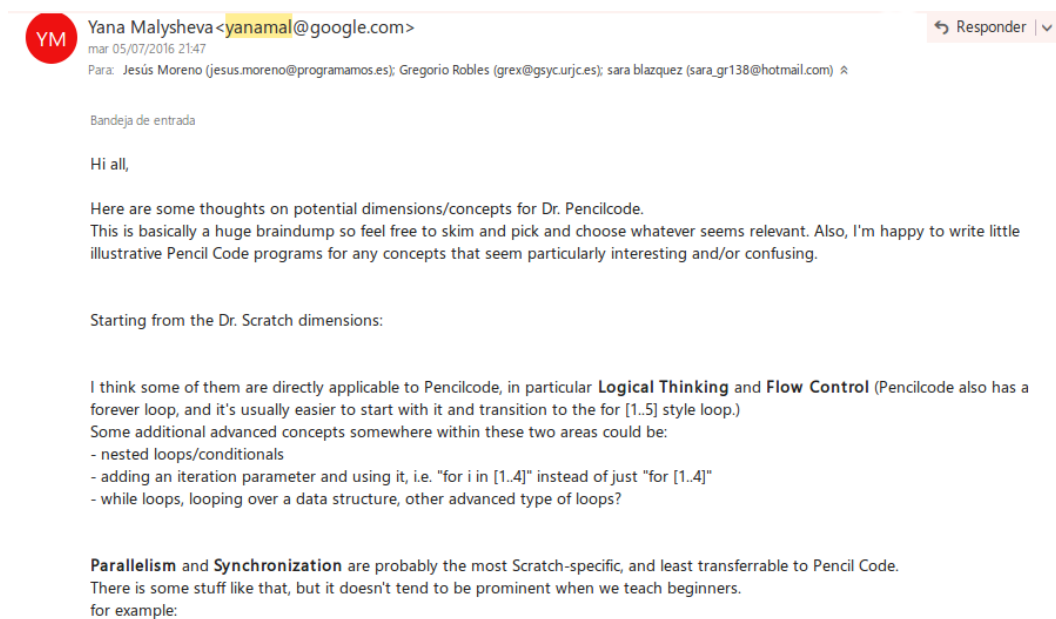 YM
Yana Malysheva<yanamal@google.com>
Responder
mar 05/07/2016 21:47
Para: Jesús Moreno (jesus.moreno@programamos.es); Gregorio Robles (grex@gsyc.urjc.es); sara blazquez (sara_gr138@hotmail.com)
Bandeja de entrada
Hi all,
Here are some thoughts on potential dimensions/concepts for Dr. Pencilcode.
This is basically a huge braindump so feel free to skim and pick and choose whatever seems relevant. Also, I'm happy to write little
illustrative Pencil Code programs for any concepts that seem particularly interesting and/or confusing.
Starting from the Dr. Scratch dimensions:
I think some of them are directly applicable to Pencilcode, in particular Logical Thinking and Flow Control (Pencilcode also has a
forever loop, and it's usually easier to start with it and transition to the for [1..5] style loop.)
Some additional advanced concepts somewhere within these two areas could be:
- nested loops/conditionals
- adding an iteration parameter and using it, i.e. "for i in [1..4]" instead of just "for [1..4]"
- while loops, looping over a data structure, other advanced type of loops?
Parallelism and Synchronization are probably the most Scratch-specific, and least transferrable to Pencil Code.
There is some stuff like that, but it doesn't tend to be prominent when we teach beginners.
for example: